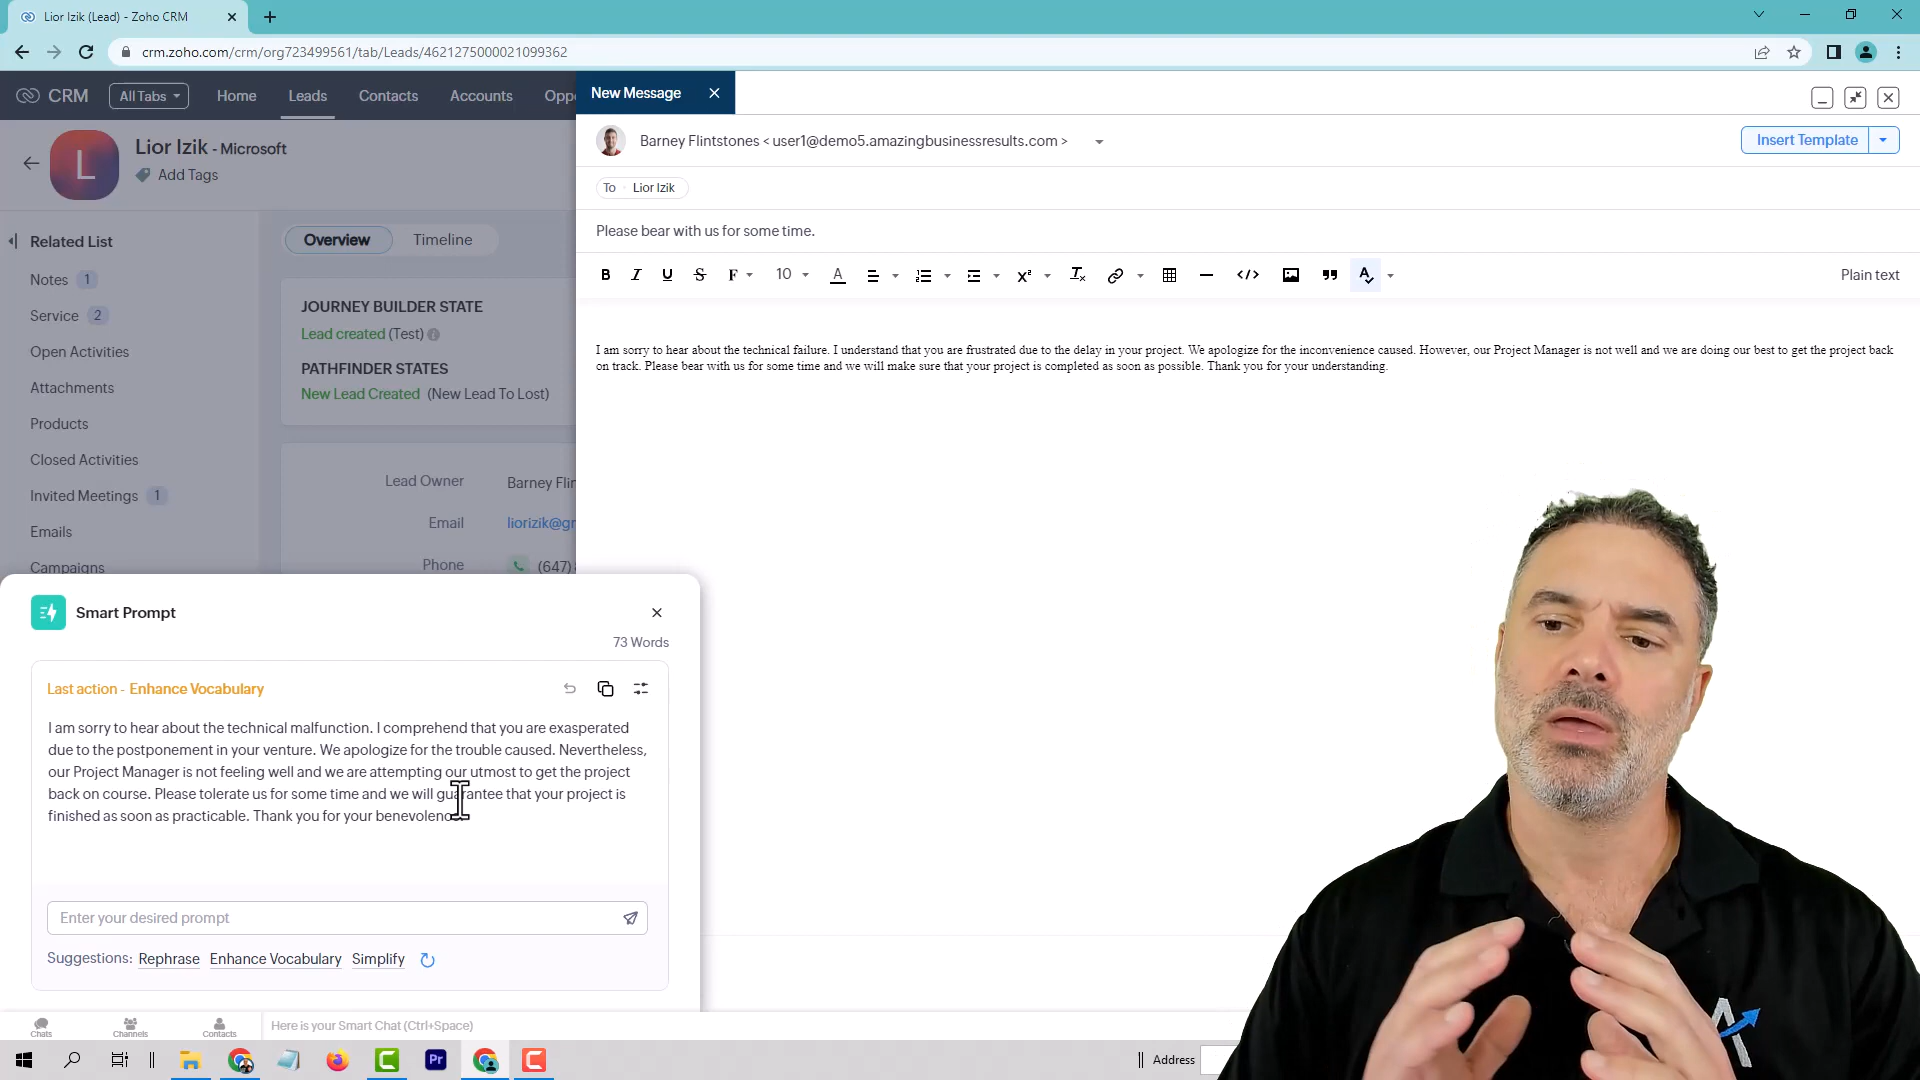 Lior Izik (Lead) - Zoho CRM
crm.zoho.com/crm/org723499561/tab/Leads/4621275000021099362
CRM
All Tabs
Home
Leads
Contacts
Accounts
New Message
Lior Izik - Microsoft
Add Tags
L
Barney Flintstones < user1@demo5.amazingbusinessresults.com >
Insert Template
To Lior Izik
Please bear with us for some time.
10
Plain text
Related List
Notes 1
Service 2
Open Activities
Attachments
Products
Closed Activities
Invited Meetings 1
Emails
Campaigns
Overview
Timeline
JOURNEY BUILDER STATE
Lead created (Test)
PATHFINDER STATES
New Lead Created (New Lead To Lost)
Lead Owner Barney Flin
Email liorizik@gr
Phone (647)
I am sorry to hear about the technical failure. I understand that you are frustrated due to the delay in your project. We apologize for the inconvenience caused. However, our Project Manager is not well and we are doing our best to get the project back
on track. Please bear with us for some time and we will make sure that your project is completed as soon as possible. Thank you for your understanding.
Smart Prompt
73 Words
Last action - Enhance Vocabulary
I am sorry to hear about the technical malfunction. I comprehend that you are exasperated
due to the postponement in your venture. We apologize for the trouble caused. Nevertheless,
our Project Manager is not feeling well and we are attempting our utmost to get the project
back on course. Please tolerate us for some time and we will guarantee that your project is
finished as soon as practicable. Thank you for your benevolence.
Enter your desired prompt
Suggestions: Rephrase Enhance Vocabulary Simplify
Chats
Channels
Contacts
Here is your Smart Chat (Ctrl+Space)
Pr
Address